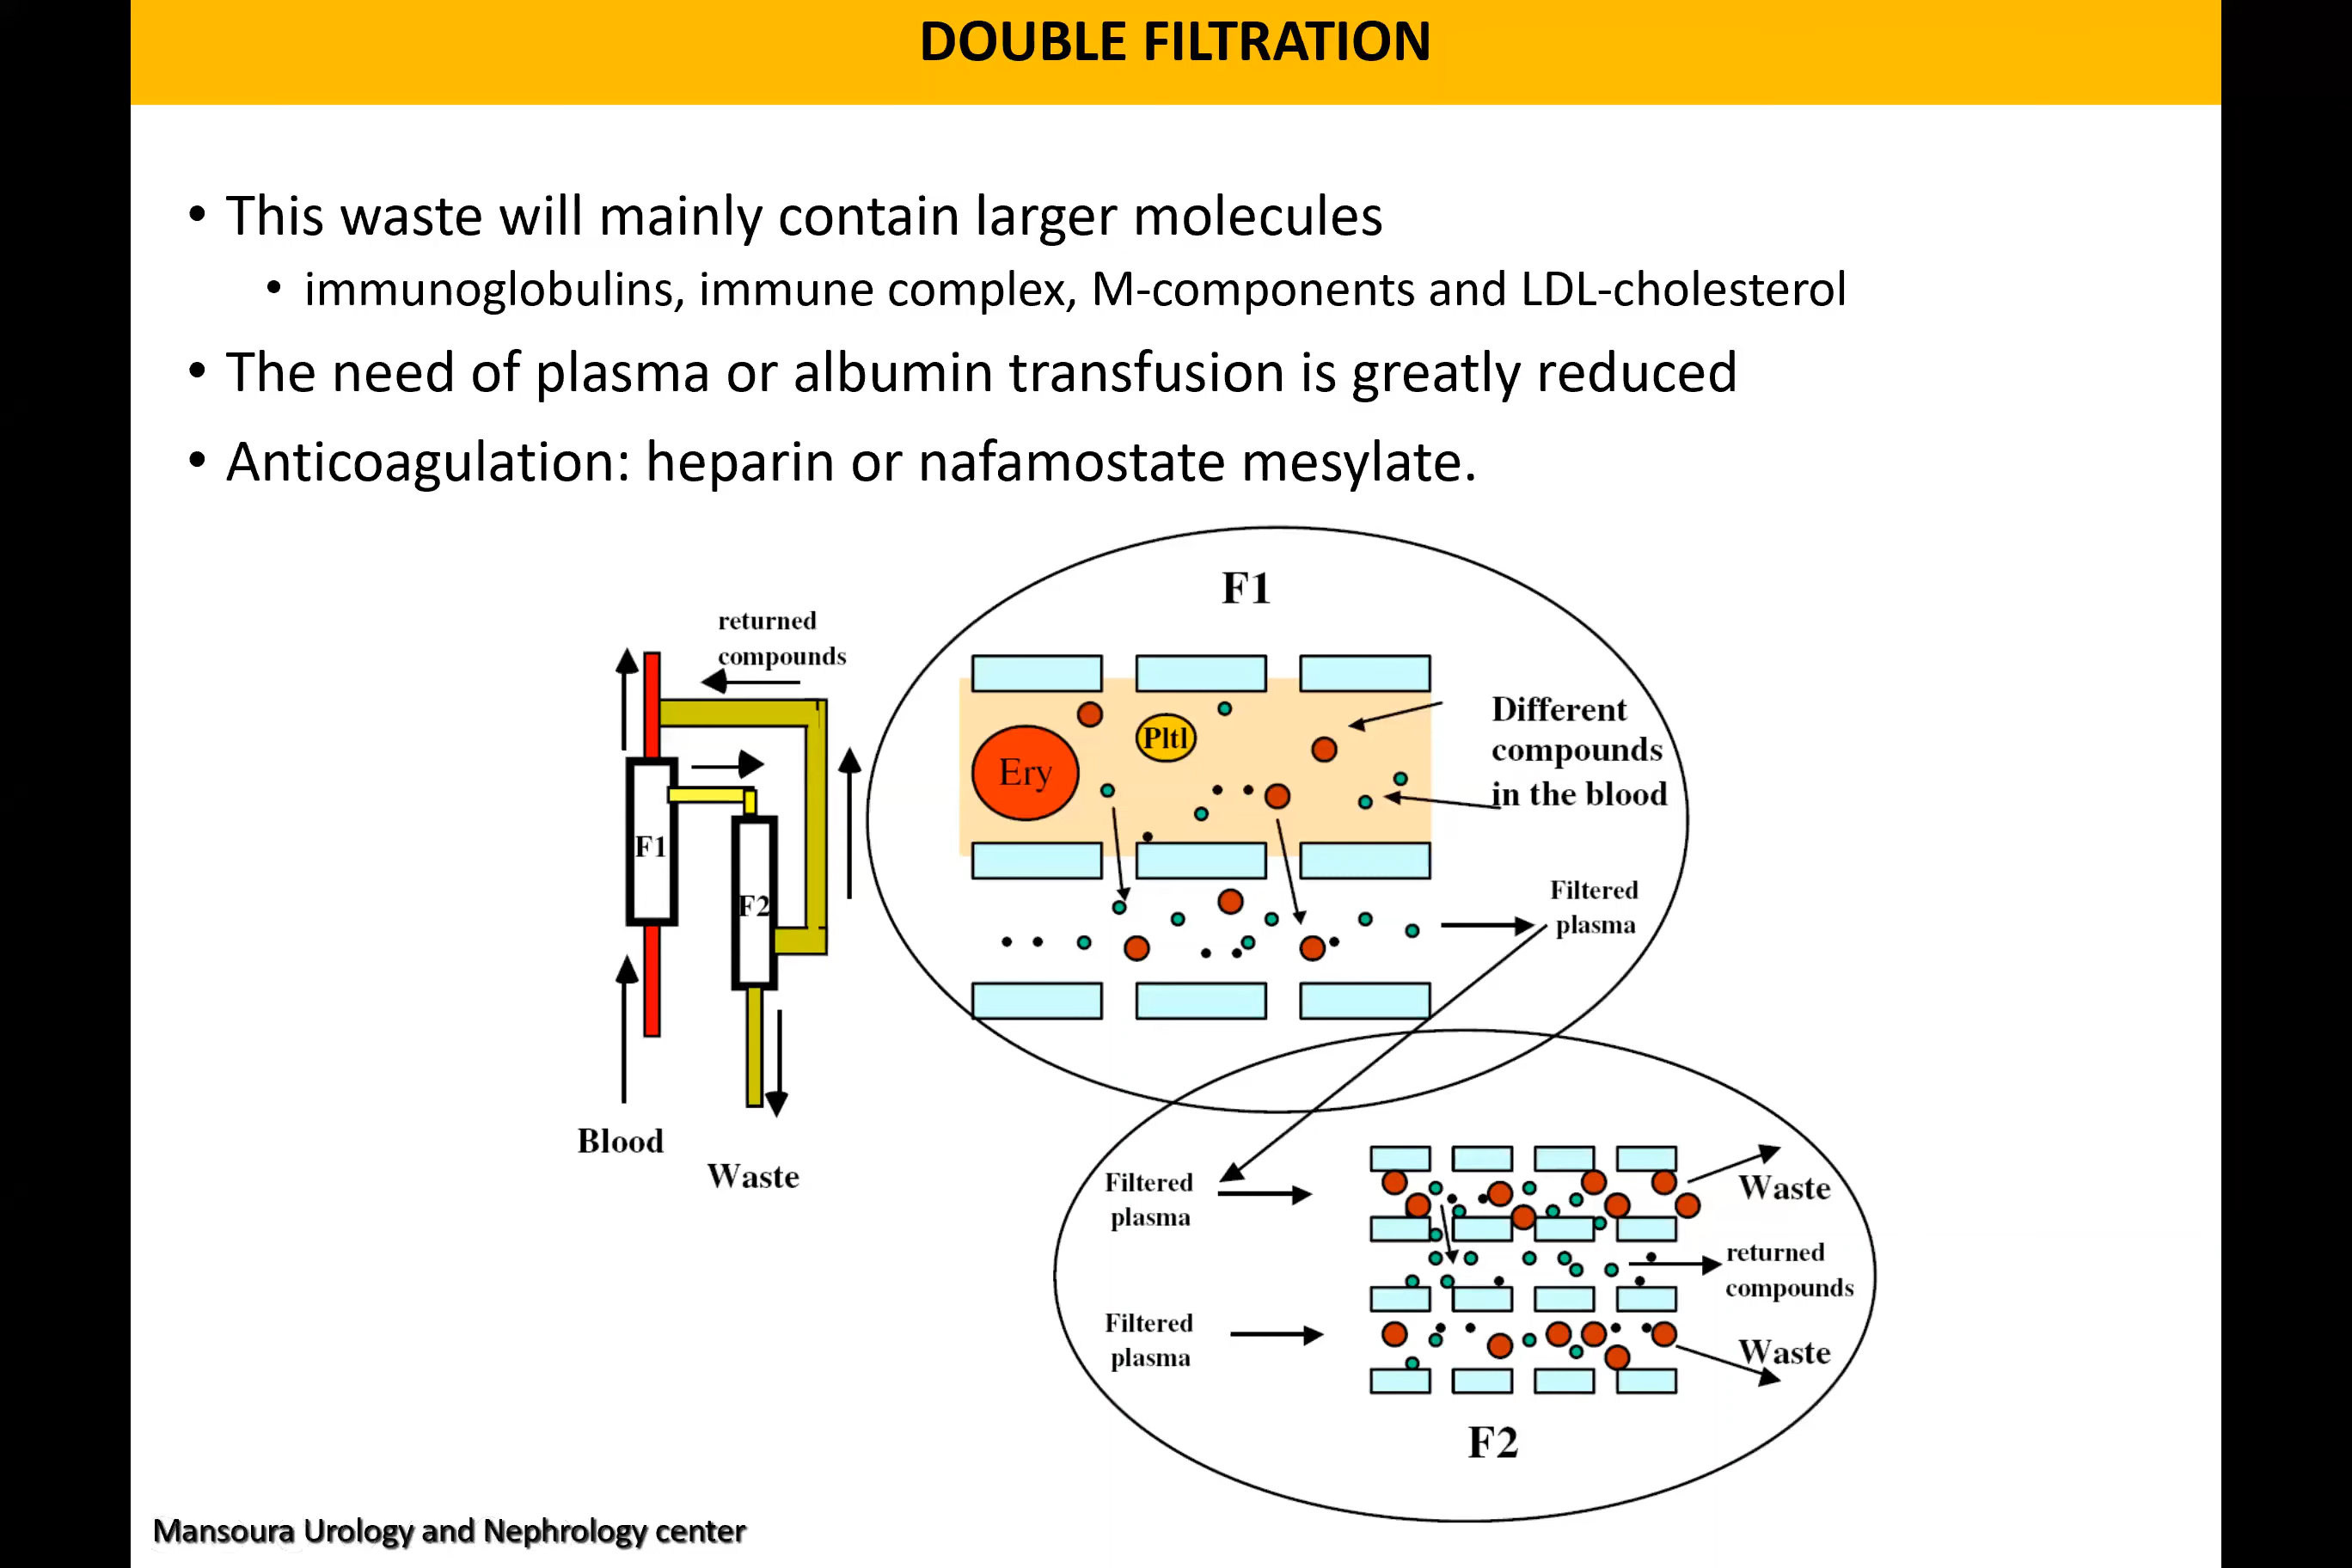 DOUBLE FILTRATION
• This waste will mainly contain larger molecules
• immunoglobulins, immune complex, M-components and LDL-cholesterol
• The need of plasma or albumin transfusion is greatly reduced
• Anticoagulation: heparin or nafamostate mesylate.
returned
compounds
F1
F2
Blood
Waste
F1
Ery
Pltl
Different
compounds
in the blood
Filtered
plasma
Filtered
plasma
Waste
returned
compounds
Filtered
plasma
Waste
F2
Mansoura Urology and Nephrology center